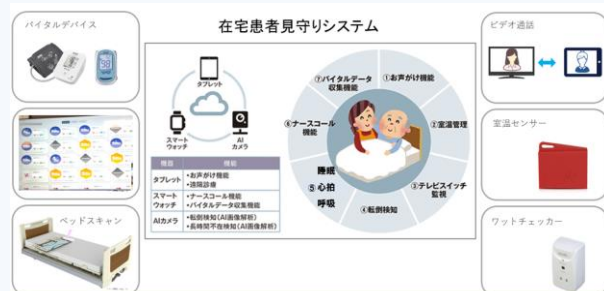 在宅患者見守りシステム
バイタルデバイス
ベッドスキャン
タブレット
スマート
ウォッチ
AI
カメラ
機器
機能
タブレット
・お声がけ機能
・遠隔診療
スマート
ウォッチ
・ナースコール機能
・バイタルデータ収集機能
AIカメラ
・転倒検知(AI画像解析)
・長時間不在検知(AI画像解析)
①お声がけ機能
②室温管理
③テレビスイッチ
監視
④転倒検知
睡眠
⑤ 心拍
呼吸
⑥ナースコール
機能
⑦バイタルデータ
収集機能
ビデオ通話
室温センサー
ワットチェッカー